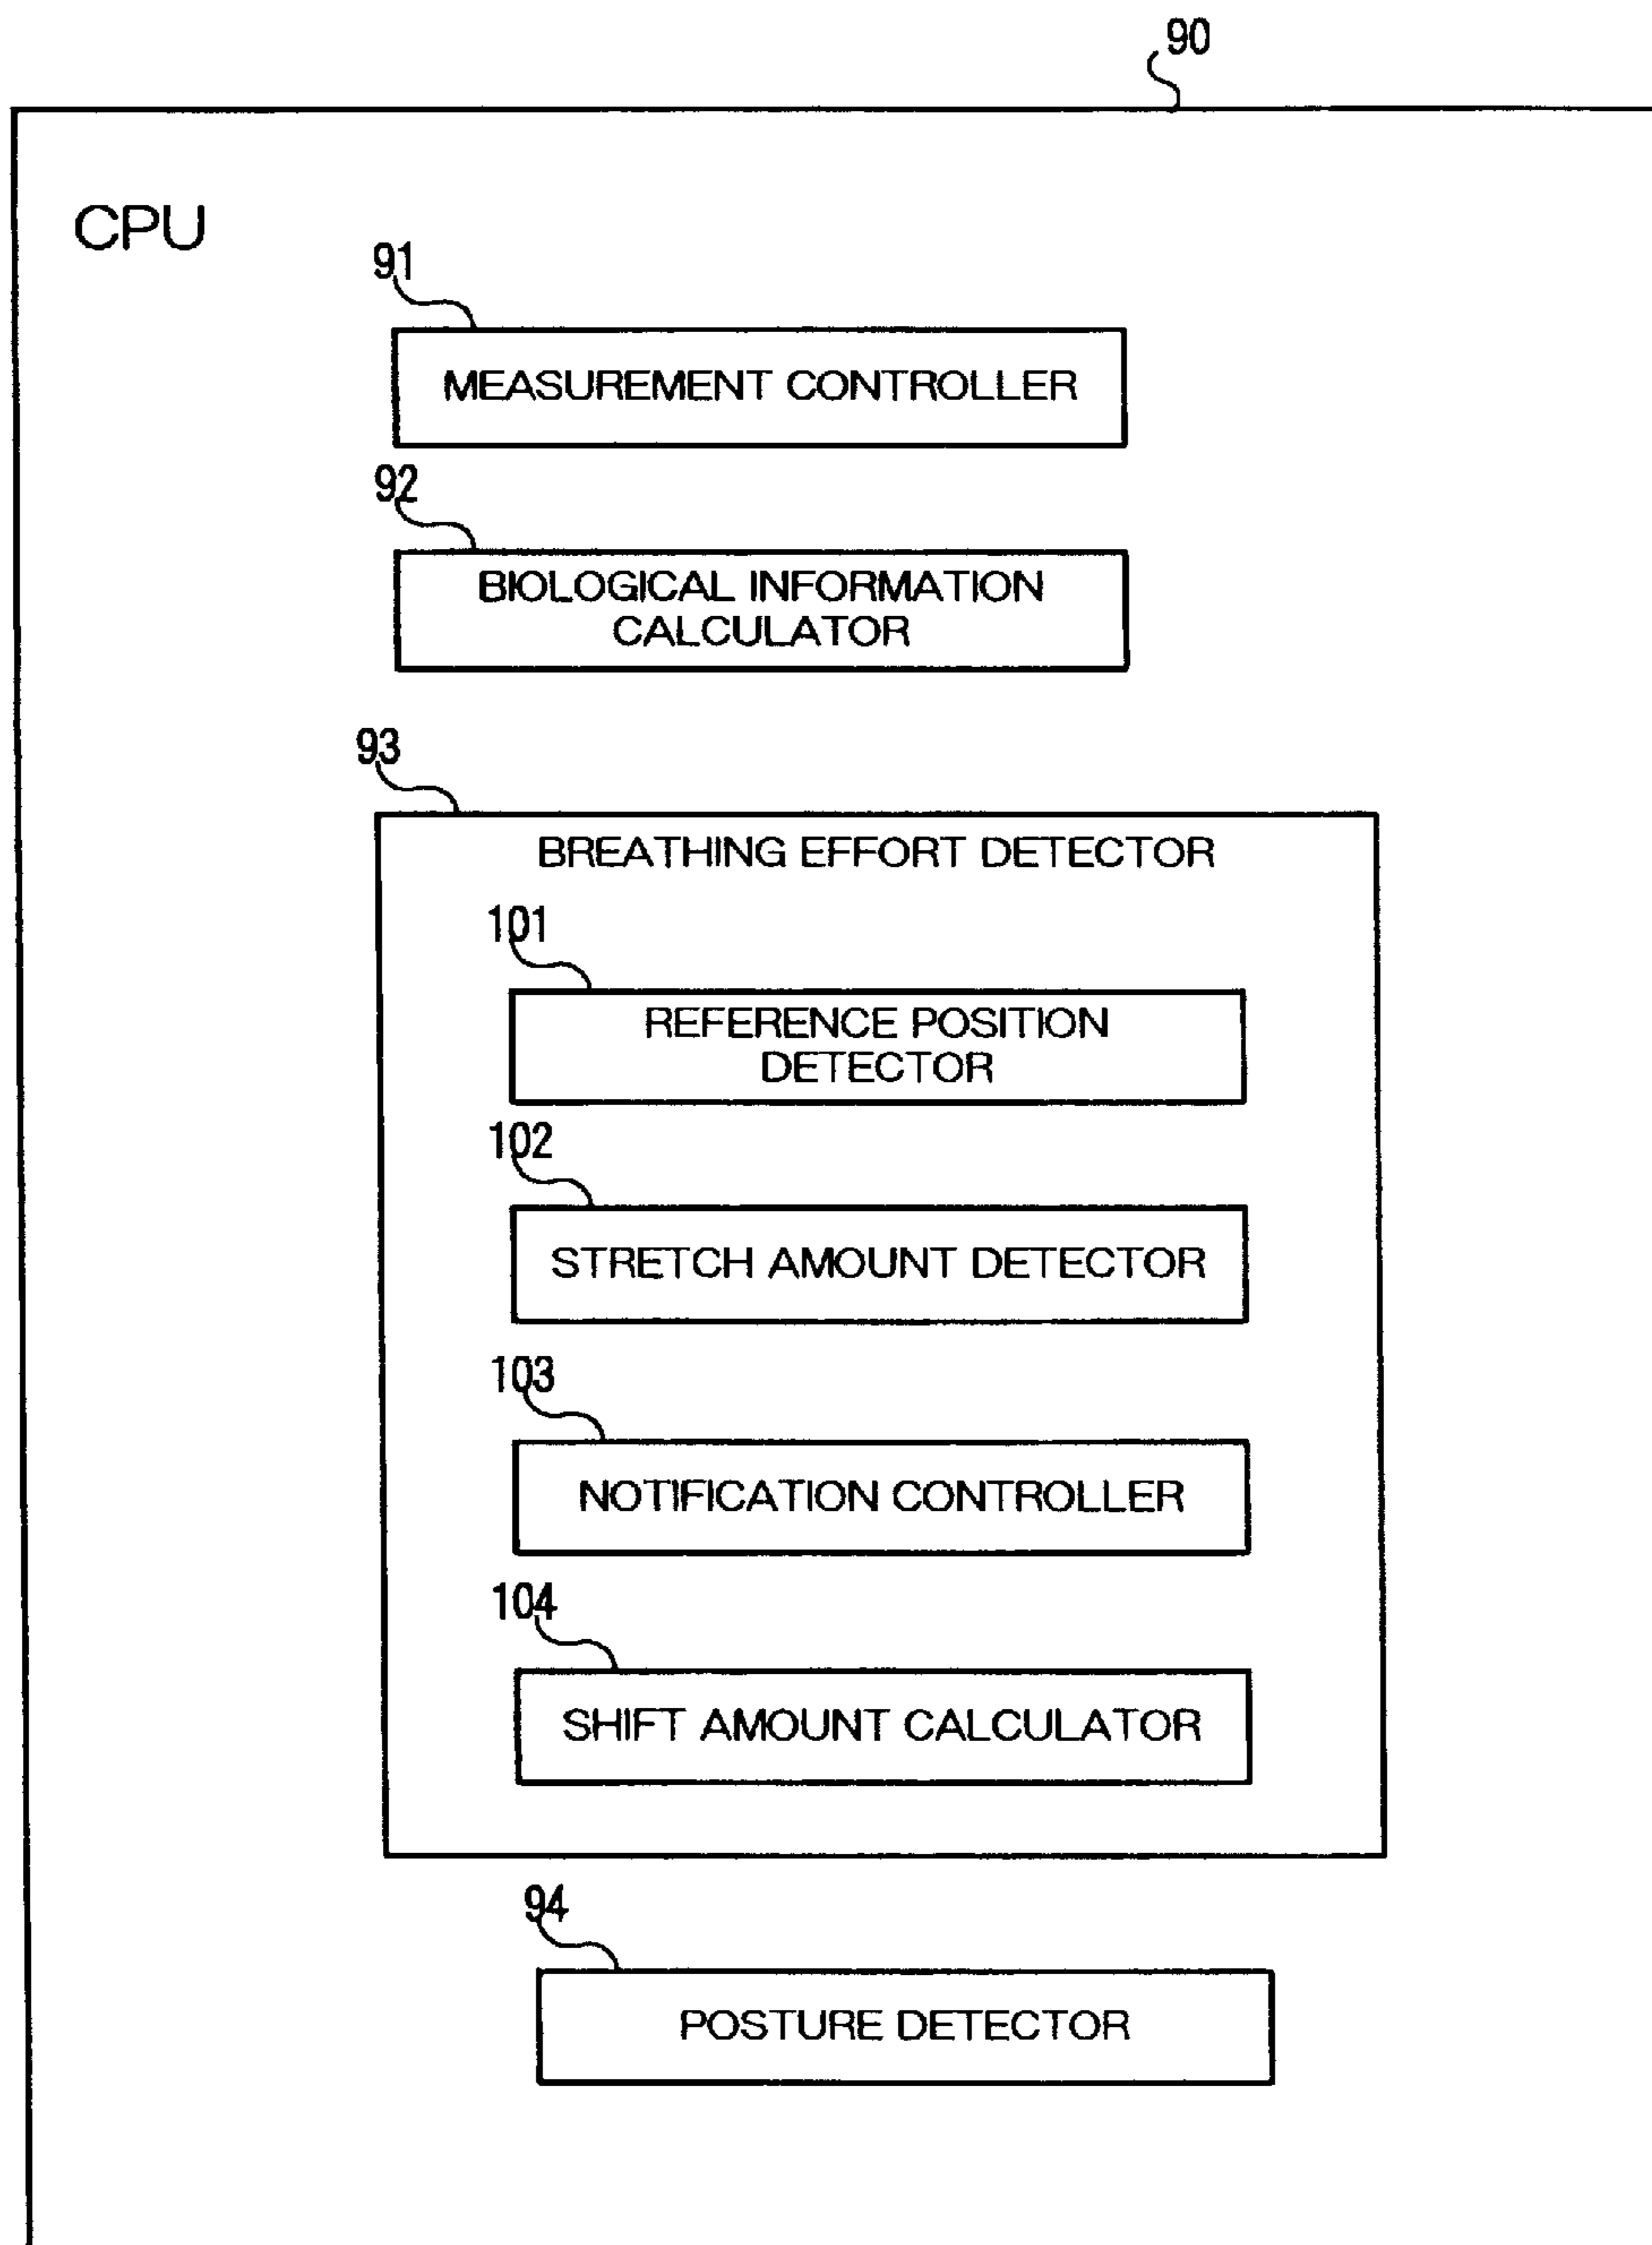 90
CPU
91
MEASUREMENT CONTROLLER
92
BIOLOGICAL INFORMATION
CALCULATOR
93
BREATHING EFFORT DETECTOR
101
REFERENCE POSITION
DETECTOR
102
STRETCH AMOUNT DETECTOR
103
NOTIFICATION CONTROLLER
104
SHIFT AMOUNT CALCULATOR
94
POSTURE DETECTOR